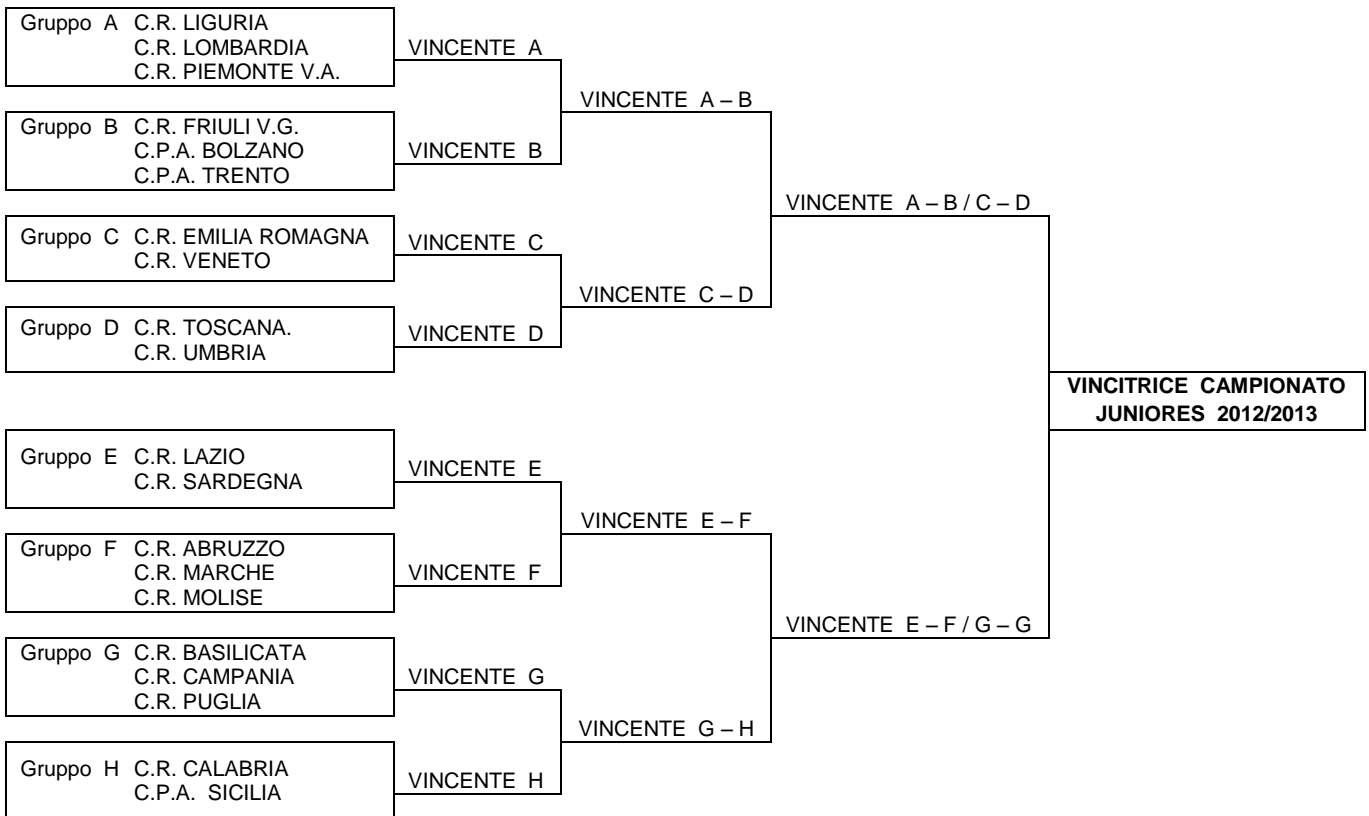 Gruppo A C.R. LIGURIA
C.R. LOMBARDIA
C.R. PIEMONTE V.A.
VINCENTE A
VINCENTE A – B
Gruppo B C.R. FRIULI V.G.
C.P.A. BOLZANO
C.P.A. TRENTO
VINCENTE B
VINCENTE A – B / C – D
Gruppo C C.R. EMILIA ROMAGNA
C.R. VENETO
VINCENTE C
VINCENTE C – D
Gruppo D C.R. TOSCANA.
C.R. UMBRIA
VINCENTE D
VINCITRICE CAMPIONATO
JUNIORES 2012/2013
Gruppo E C.R. LAZIO
C.R. SARDEGNA
VINCENTE E
VINCENTE E – F
Gruppo F C.R. ABRUZZO
C.R. MARCHE
C.R. MOLISE
VINCENTE F
VINCENTE E – F / G – G
Gruppo G C.R. BASILICATA
C.R. CAMPANIA
C.R. PUGLIA
VINCENTE G
VINCENTE G – H
Gruppo H C.R. CALABRIA
C.P.A. SICILIA
VINCENTE H